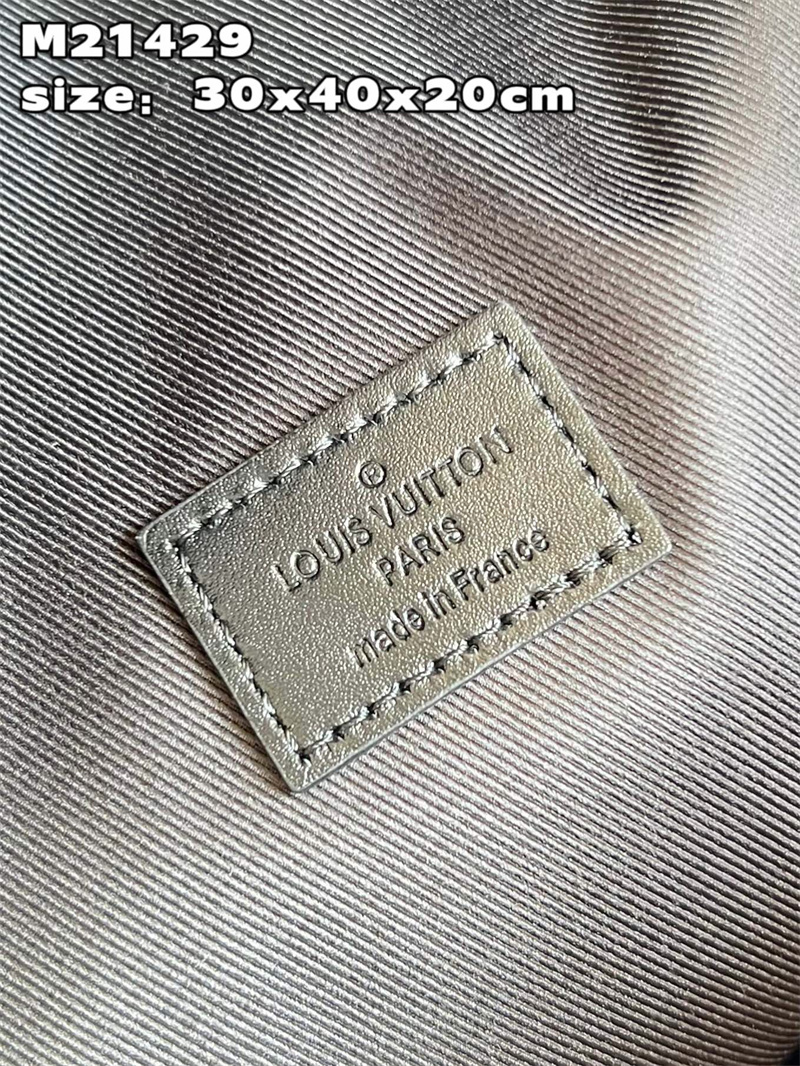 M21429
size：30x40x20cm
®
LOUIS VUITTON
PARIS
made in France